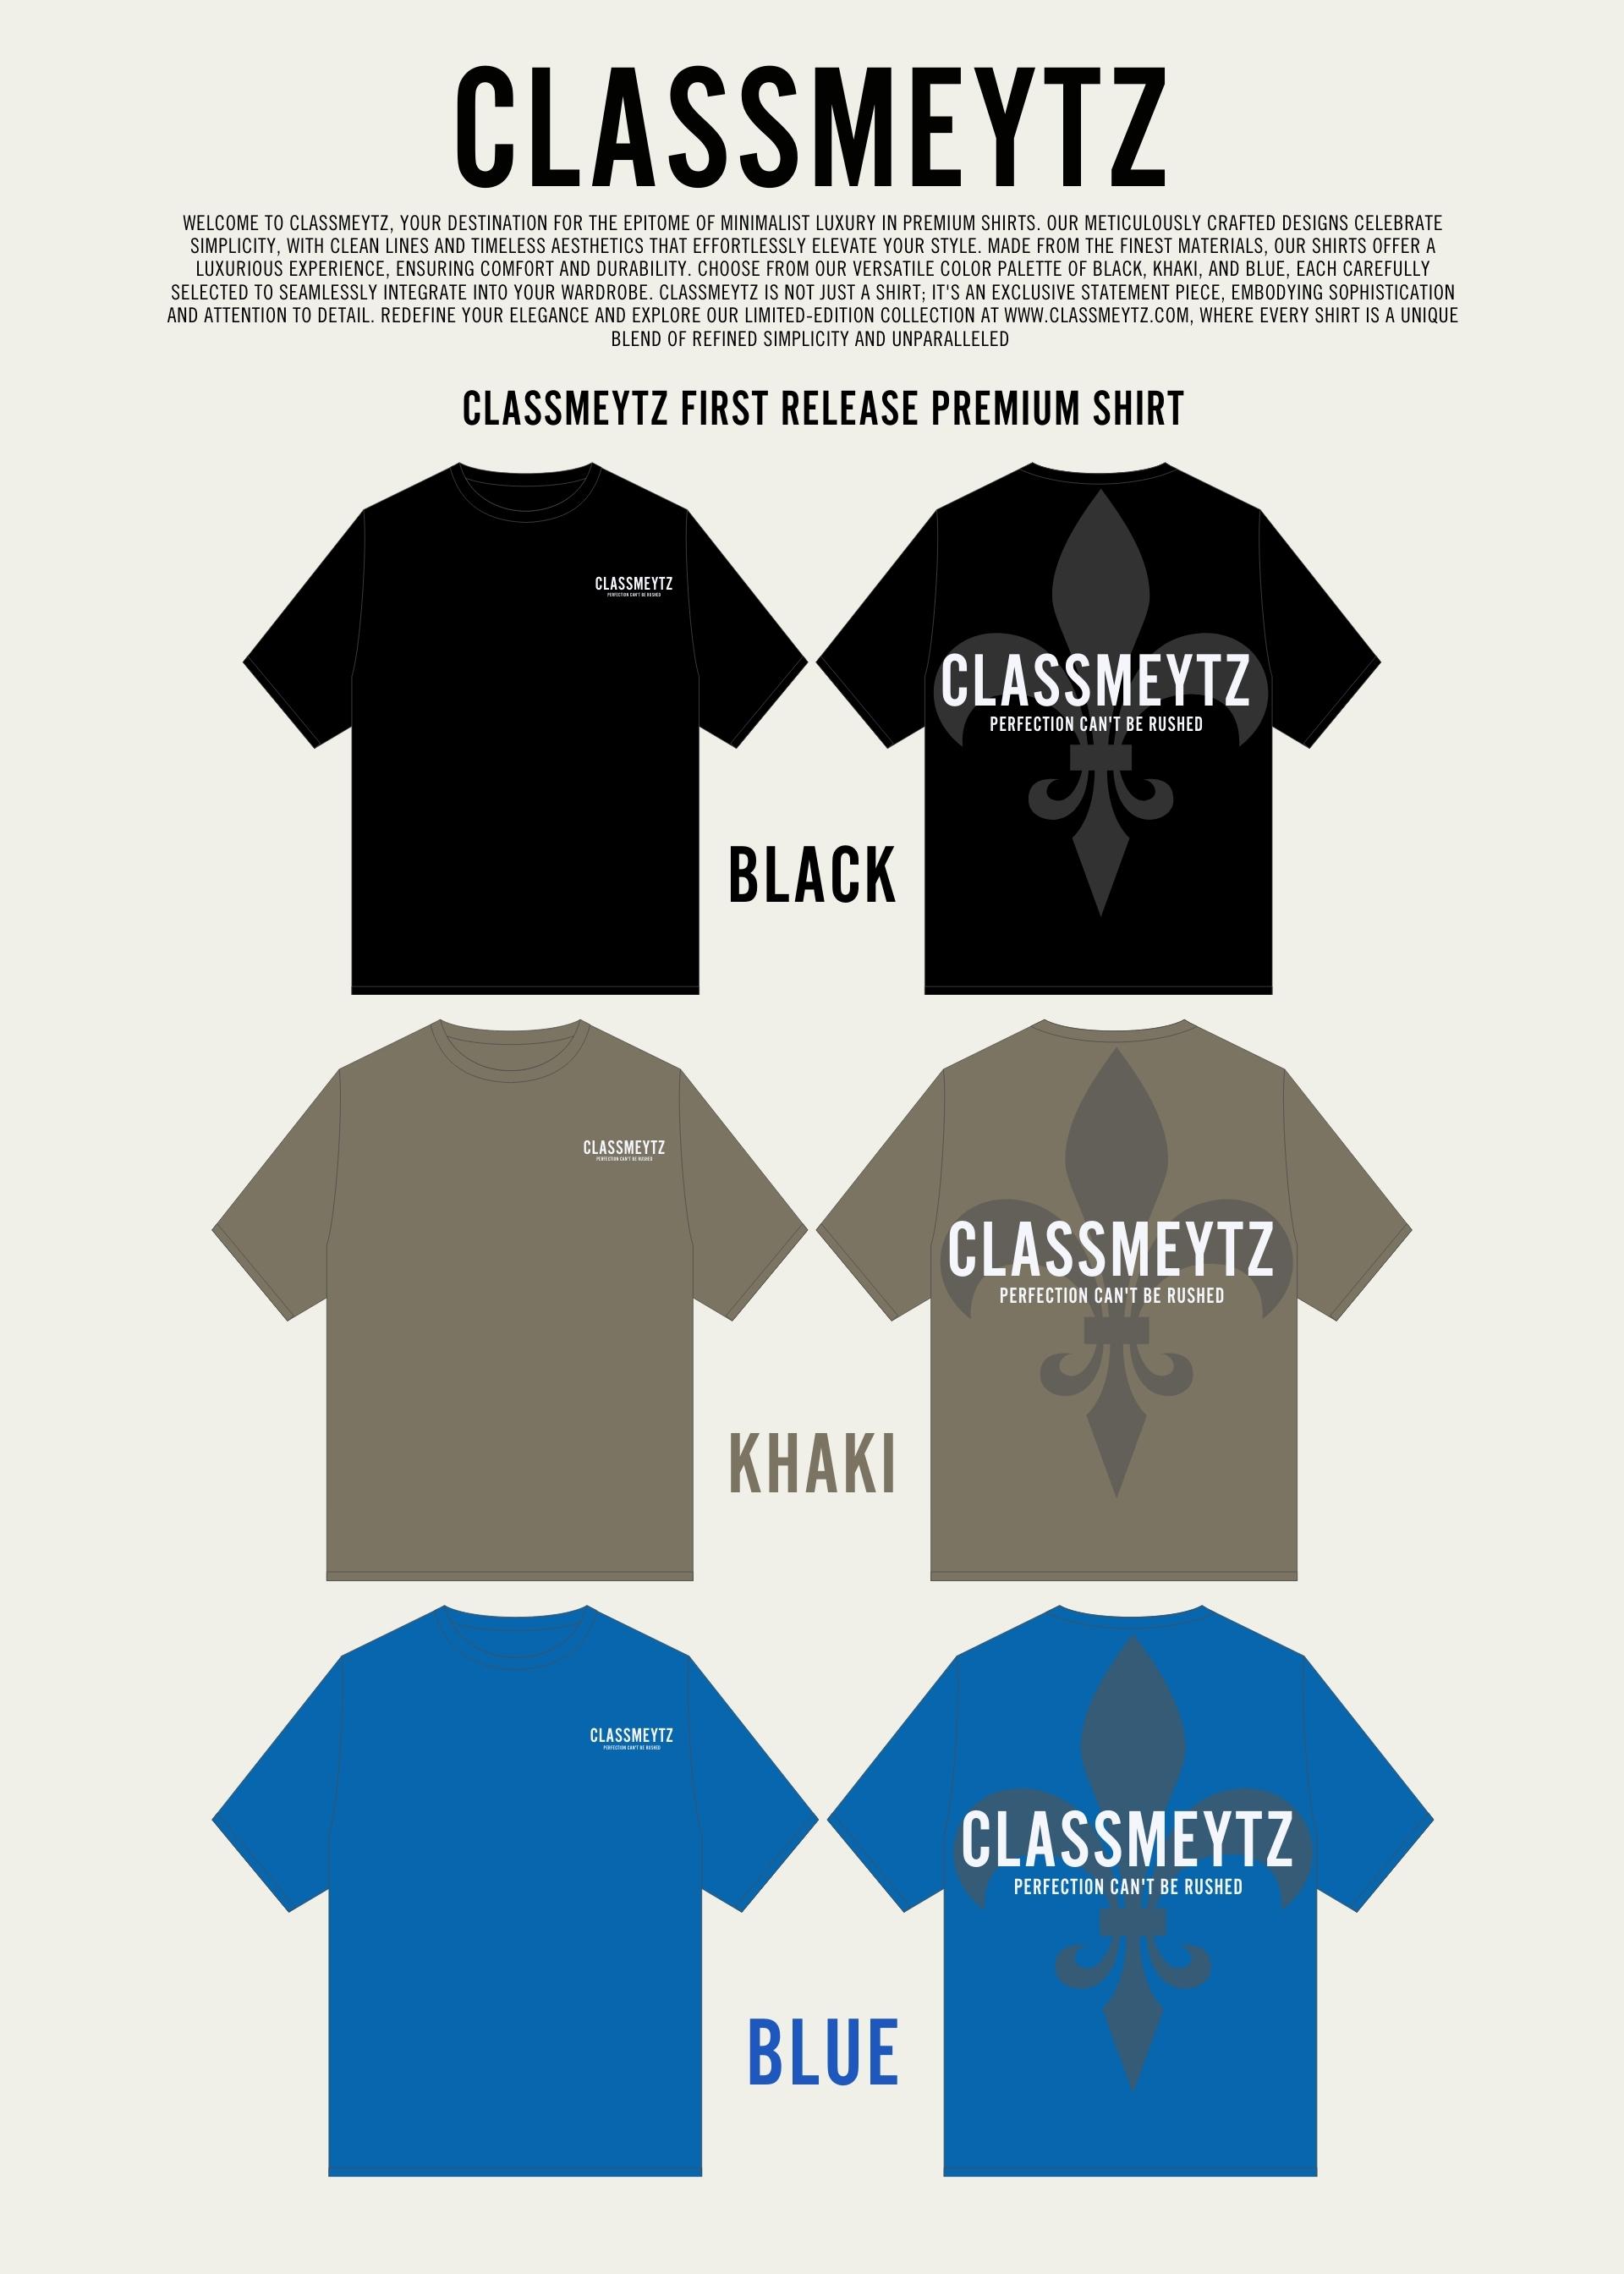 CLASSMEYTZ
WELCOME TO CLASSMEYTZ, YOUR DESTINATION FOR THE EPITOME OF MINIMALIST LUXURY IN PREMIUM SHIRTS. OUR METICULOUSLY CRAFTED DESIGNS CELEBRATE
SIMPLICITY, WITH CLEAN LINES AND TIMELESS AESTHETICS THAT EFFORTLESSLY ELEVATE YOUR STYLE. MADE FROM THE FINEST MATERIALS, OUR SHIRTS OFFER A
LUXURIOUS EXPERIENCE, ENSURING COMFORT AND DURABILITY. CHOOSE FROM OUR VERSATILE COLOR PALETTE OF BLACK, KHAKI, AND BLUE, EACH CAREFULLY
SELECTED TO SEAMLESSLY INTEGRATE INTO YOUR WARDROBE. CLASSMEYTZ IS NOT JUST A SHIRT; IT'S AN EXCLUSIVE STATEMENT PIECE, EMBODYING SOPHISTICATION
AND ATTENTION TO DETAIL. REDEFINE YOUR ELEGANCE AND EXPLORE OUR LIMITED-EDITION COLLECTION AT WWW.CLASSMEYTZ.COM, WHERE EVERY SHIRT IS A UNIQUE
BLEND OF REFINED SIMPLICITY AND UNPARALLELED
CLASSMEYTZ FIRST RELEASE PREMIUM SHIRT
CLASSMEYTZ
PERFECTION CAN'T BE RUSHED
CLASSMEYTZ
PERFECTION CAN'T BE RUSHED
BLACK
CLASSMEYTZ
PERFECTION CAN'T BE RUSHED
CLASSMEYTZ
PERFECTION CAN'T BE RUSHED
KHAKI
CLASSMEYTZ
PERFECTION CAN'T BE RUSHED
CLASSMEYTZ
PERFECTION CAN'T BE RUSHED
BLUE